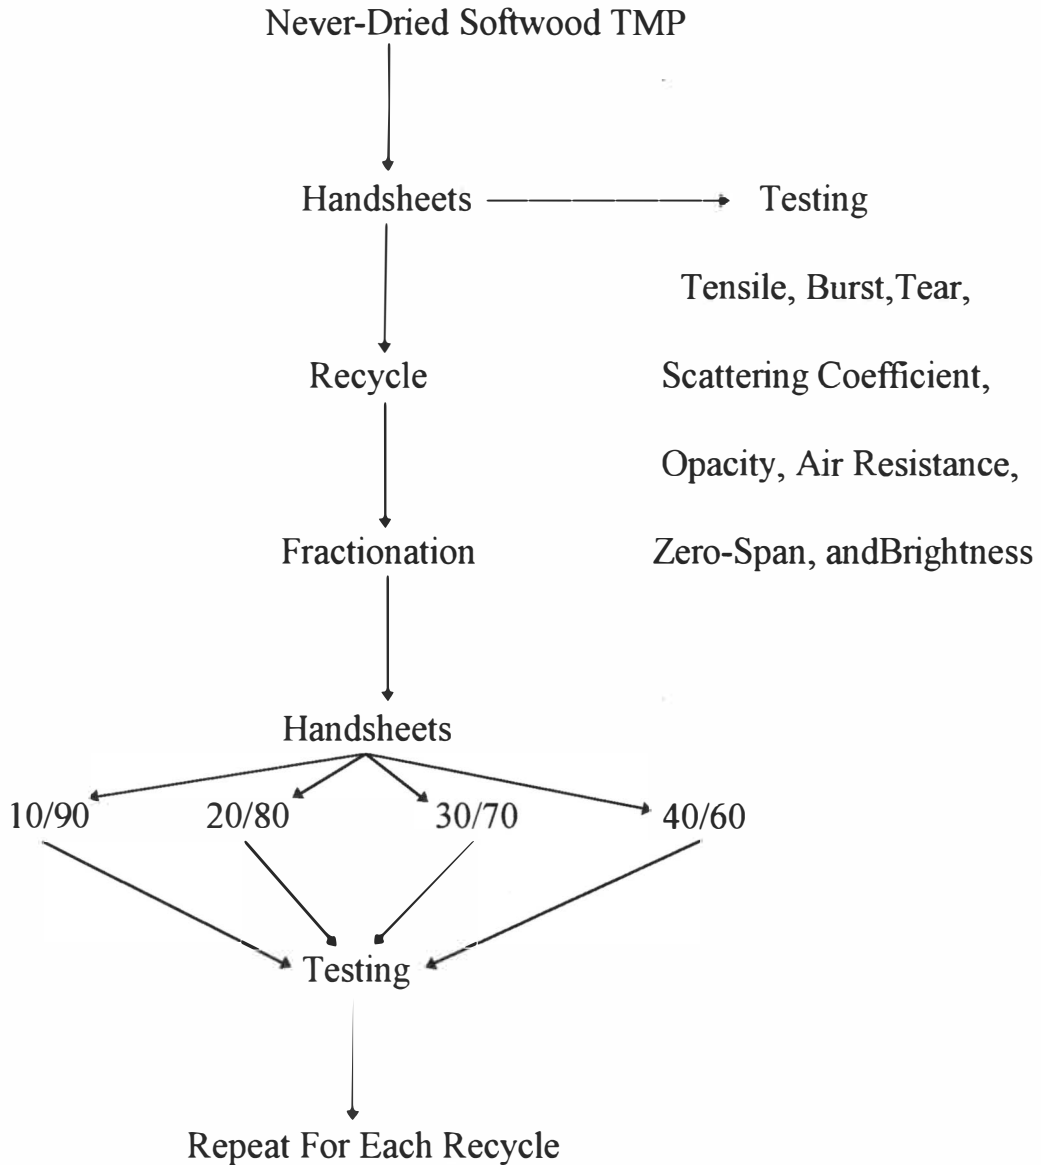 Never-Dried Softwood TMP
Handsheets
Testing
Tensile, Burst,Tear,
Recycle
Scattering Coefficient,
Opacity, Air Resistance,
Fractionation
Zero-Span, andBrightness
Handsheets
10/90
20/80
30/70
40/60
Testing
Repeat For Each Recycle